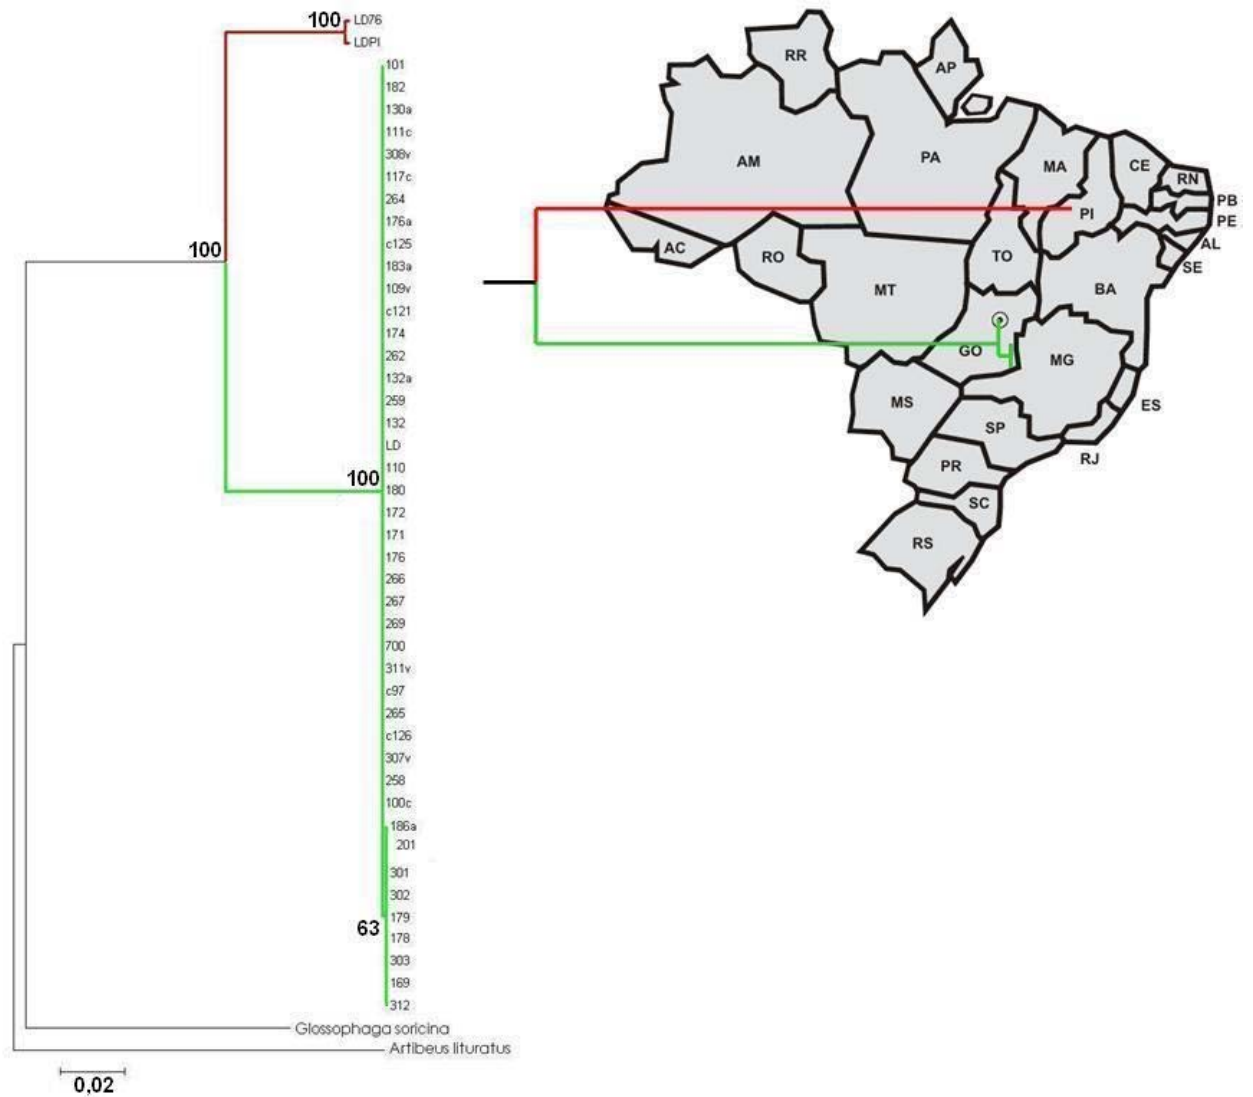 100
LD76
LDPI
101
182
130a
111c
308v
117c
264
176a
c125
100
183a
109v
c121
174
262
132a
259
132
LD
110
100
180
172
171
176
266
267
269
700
311v
c97
265
c126
307v
258
100c
186a
201
301
302
179
63
178
303
169
312
Glossophaga soricina
Artibeus lituratus
0,02
RR
AP
AM
PA
MA
CE
RN
PI
PB
PE
AC
RO
TO
AL
SE
MT
BA
GO
MG
MS
SP
ES
RJ
PR
SC
RS